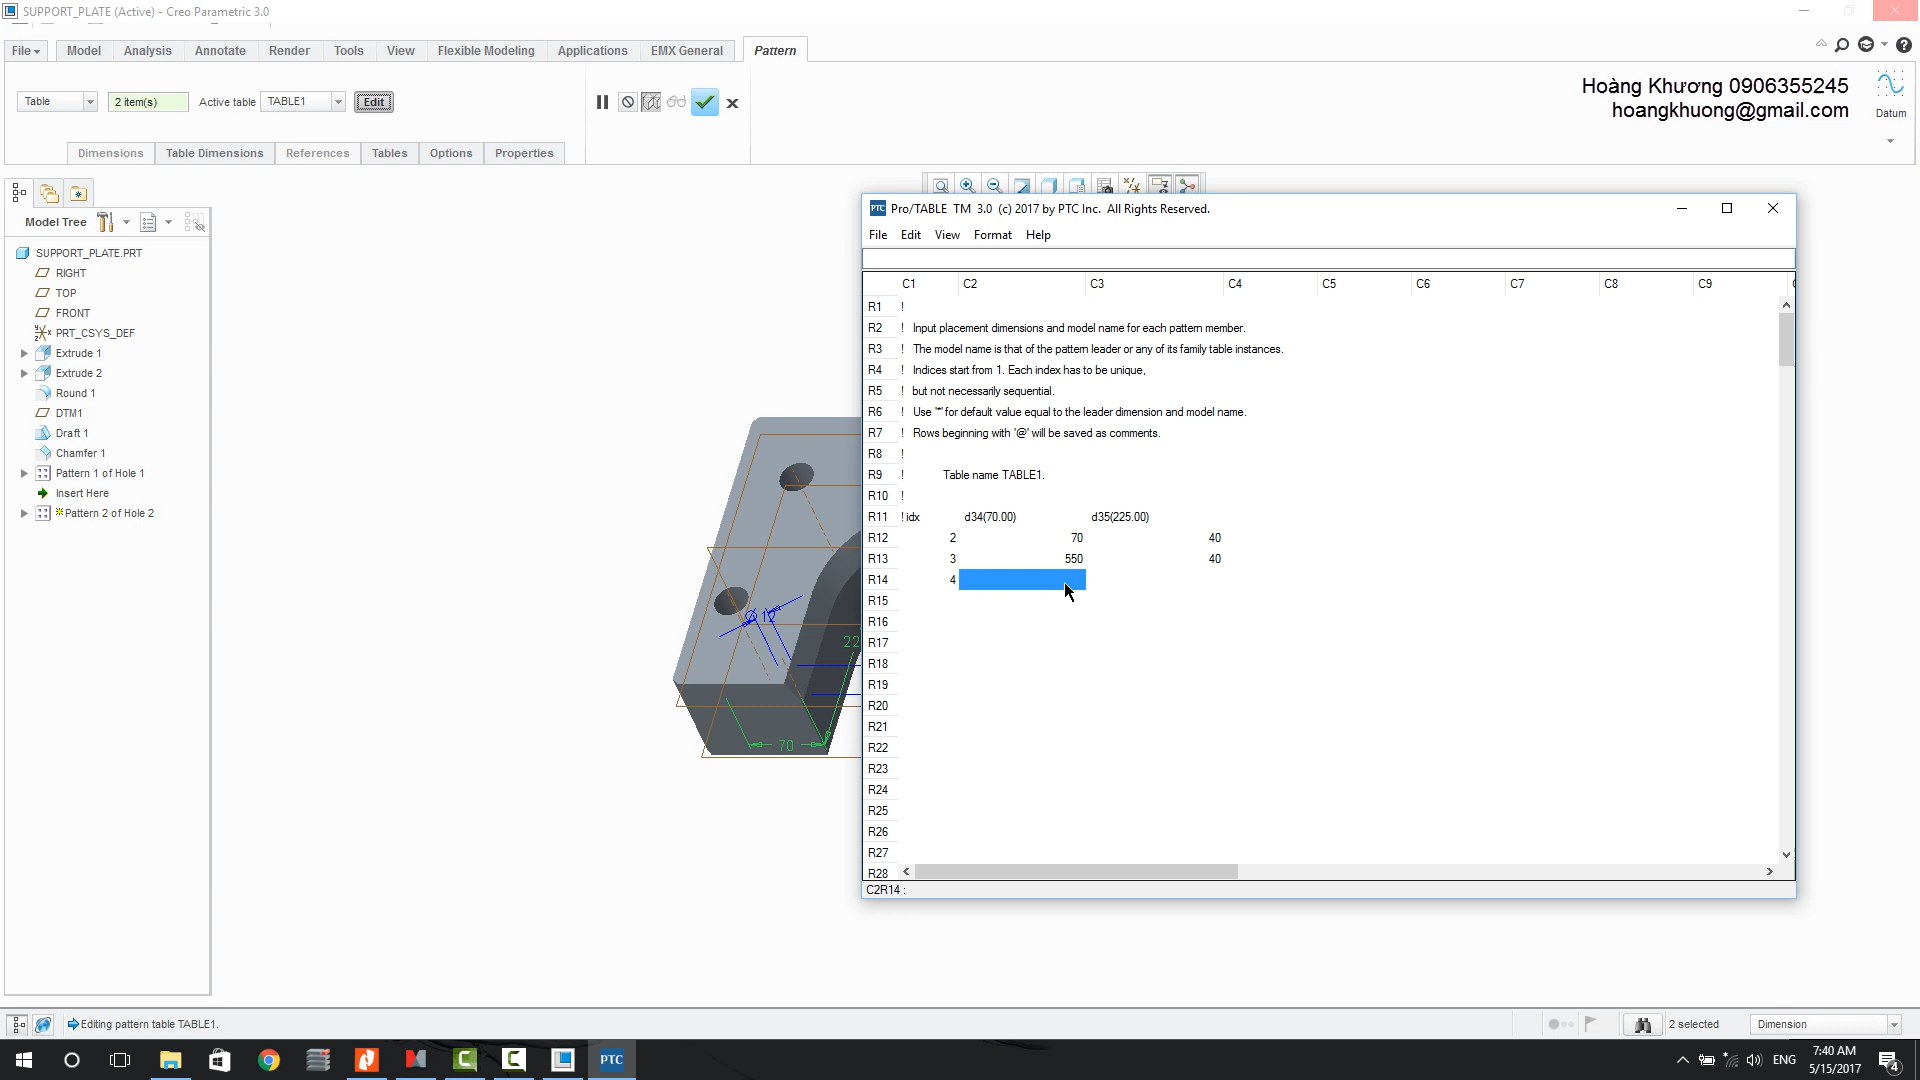 SUPPORT_PLATE (Active) - Creo Parametric 3.0
File Model Analysis Annotate Render Tools View Flexible Modeling Applications EMX General Pattern
Hoàng Khương 0906355245
hoangkhuong@gmail.com
Datum
Table 2 item(s) Active table TABLE1 Edit
Dimensions Table Dimensions References Tables Options Properties
Model Tree
SUPPORT_PLATE.PRT
RIGHT
TOP
FRONT
PRT_CSYS_DEF
Extrude 1
Extrude 2
Round 1
DTM1
Draft 1
Chamfer 1
Pattern 1 of Hole 1
Insert Here
Pattern 2 of Hole 2
Ø 12
22
70
PTC Pro/TABLE TM 3.0 (c) 2017 by PTC Inc. All Rights Reserved.
File Edit View Format Help
C1 C2 C3 C4 C5 C6 C7 C8 C9
R1 !
R2 ! Input placement dimensions and model name for each pattern member.
R3 ! The model name is that of the pattern leader or any of its family table instances.
R4 ! Indices start from 1. Each index has to be unique,
R5 ! but not necessarily sequential.
R6 ! Use '*' for default value equal to the leader dimension and model name.
R7 ! Rows beginning with '@' will be saved as comments.
R8 !
R9 ! Table name TABLE1.
R10 !
R11 ! idx d34(70.00) d35(225.00)
R12 2 70 40
R13 3 550 40
R14 4
R15
R16
R17
R18
R19
R20
R21
R22
R23
R24
R25
R26
R27
R28
C2R14 :
Editing pattern table TABLE1.
2 selected Dimension
PTC
ENG 7:40 AM
5/15/2017
4